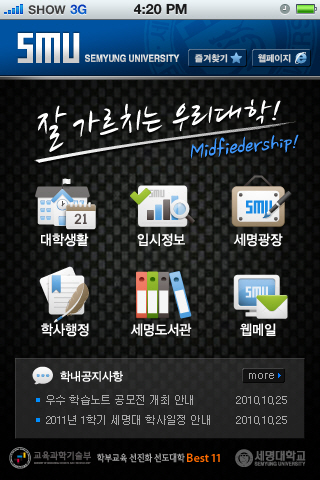 SHOW 3G 4:20 PM
SMU SEMYUNG UNIVERSITY 즐겨찾기 웹페이지
잘 가르치는 우리대학!
Midfiedership!
21
SMU
SMU
대학생활 입시정보 세명광장
SMU
학사행정 세명도서관 웹메일
학내공지사항 more
우수 학습노트 공모전 개최 안내 2010,10,25
2011년 1학기 세명대 학사일정 안내 2010,10,25
교육과학기술부 학부교육 선진화 선도대학 Best 11 세명대학교
SEMYUNG UNIVERSITY